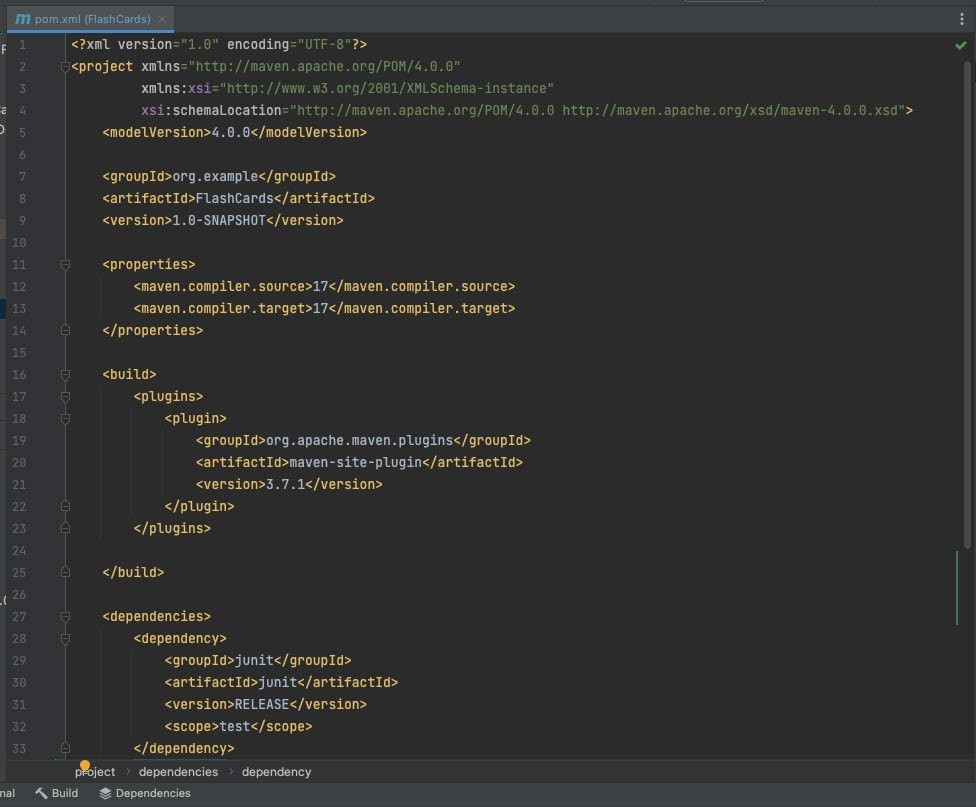 m pom.xml (FlashCards) ×
1 <?xml version="1.0" encoding="UTF-8"?>
2 <project xmlns="http://maven.apache.org/POM/4.0.0"
3 xmlns:xsi="http://www.w3.org/2001/XMLSchema-instance"
4 xsi:schemaLocation="http://maven.apache.org/POM/4.0.0 http://maven.apache.org/xsd/maven-4.0.0.xsd">
5 <modelVersion>4.0.0</modelVersion>
6
7 <groupId>org.example</groupId>
8 <artifactId>FlashCards</artifactId>
9 <version>1.0-SNAPSHOT</version>
10
11 <properties>
12 <maven.compiler.source>17</maven.compiler.source>
13 <maven.compiler.target>17</maven.compiler.target>
14 </properties>
15
16 <build>
17 <plugins>
18 <plugin>
19 <groupId>org.apache.maven.plugins</groupId>
20 <artifactId>maven-site-plugin</artifactId>
21 <version>3.7.1</version>
22 </plugin>
23 </plugins>
24
25 </build>
26
27 <dependencies>
28 <dependency>
29 <groupId>junit</groupId>
30 <artifactId>junit</artifactId>
31 <version>RELEASE</version>
32 <scope>test</scope>
33 </dependency>
project › dependencies › dependency
nal Build Dependencies